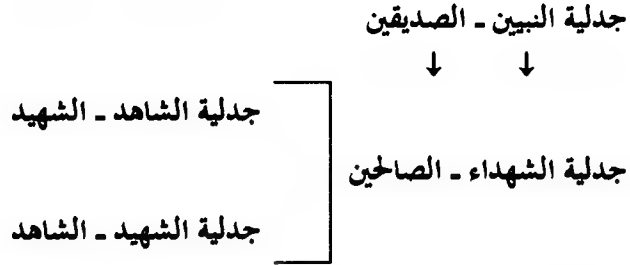 جدلية النبيين ـ الصديقين
↓ ↓
جدلية الشاهد ـ الشهيد
جدلية الشهداء ـ الصالحين
جدلية الشهيد ـ الشاهد